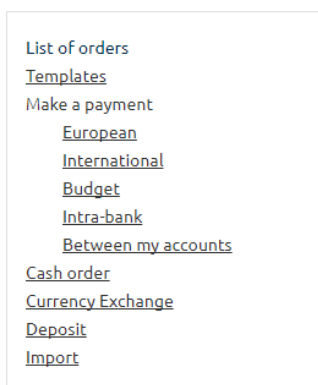 List of orders
Templates
Make a payment
European
International
Budget
Intra-bank
Between my accounts
Cash order
Currency Exchange
Deposit
Import